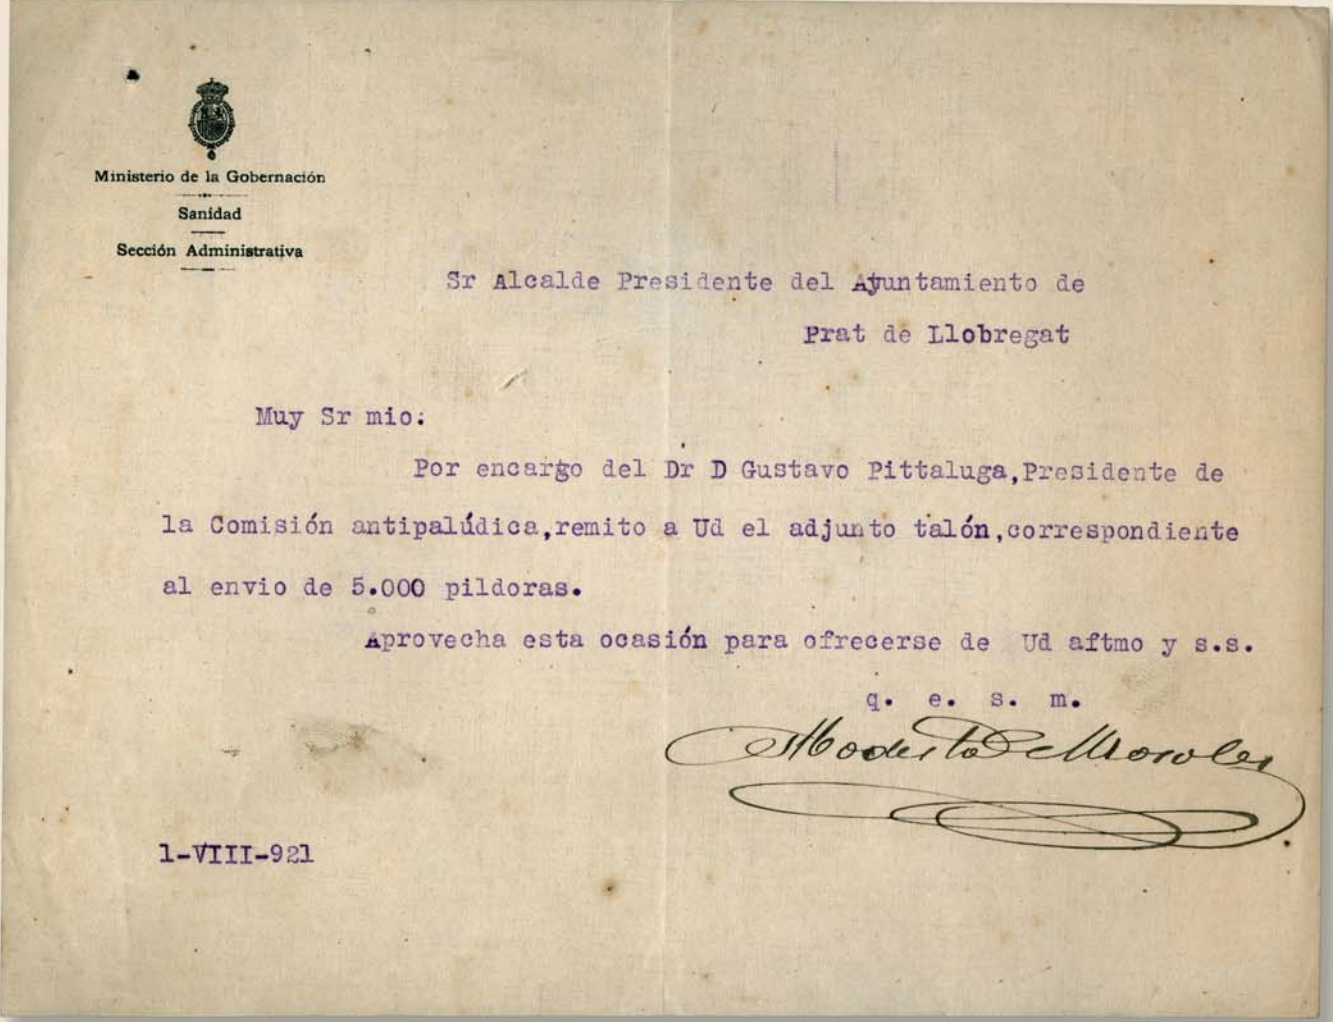 Ministerio de la Gobernación
Sanidad
Sección Administrativa
Sr Alcalde Presidente del Ayuntamiento de
Prat de Llobregat
Muy Sr mio:
Por encargo del Dr D Gustavo Pittaluga,Presidente de
la Comisión antipalúdica,remito a Ud el adjunto talón,correspondiente
al envio de 5.000 pildoras.
Aprovecha esta ocasión para ofrecerse de Ud aftmo y s.s.
q. e. s. m.
Modesto Morales
1-VIII-921